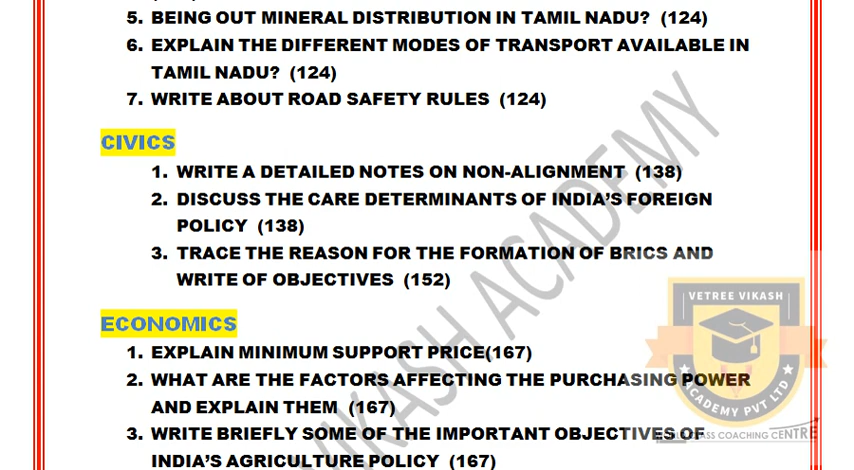 5. BEING OUT MINERAL DISTRIBUTION IN TAMIL NADU? (124)
6. EXPLAIN THE DIFFERENT MODES OF TRANSPORT AVAILABLE IN
TAMIL NADU? (124)
7. WRITE ABOUT ROAD SAFETY RULES (124)
CIVICS
1. WRITE A DETAILED NOTES ON NON-ALIGNMENT (138)
2. DISCUSS THE CARE DETERMINANTS OF INDIA'S FOREIGN
POLICY (138)
3. TRACE THE REASON FOR THE FORMATION OF BRICS AND
WRITE OF OBJECTIVES (152)
ECONOMICS
1. EXPLAIN MINIMUM SUPPORT PRICE(167)
2. WHAT ARE THE FACTORS AFFECTING THE PURCHASING POWER
AND EXPLAIN THEM (167)
3. WRITE BRIEFLY SOME OF THE IMPORTANT OBJECTIVES OF
INDIA'S AGRICULTURE POLICY (167)
VIKASH ACADEMY
VETREE VIKASH
ACADEMY PVT LTD
CLASS COACHING CENTRE